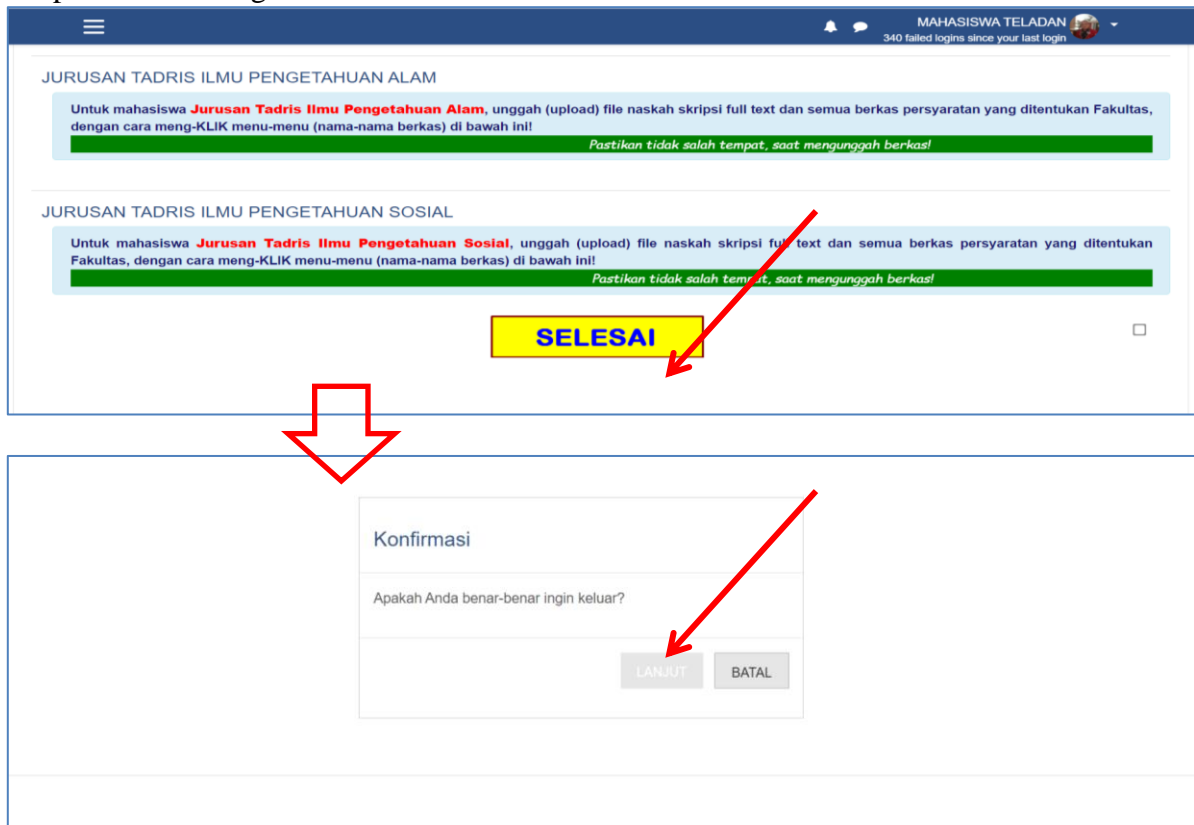 MAHASISWA TELADAN
340 failed logins since your last login
JURUSAN TADRIS ILMU PENGETAHUAN ALAM
Untuk mahasiswa Jurusan Tadris Ilmu Pengetahuan Alam, unggah (upload) file naskah skripsi full text dan semua berkas persyaratan yang ditentukan Fakultas,
dengan cara meng-KLIK menu-menu (nama-nama berkas) di bawah ini!
Pastikan tidak salah tempat, saat mengunggah berkas!
JURUSAN TADRIS ILMU PENGETAHUAN SOSIAL
Untuk mahasiswa Jurusan Tadris Ilmu Pengetahuan Sosial, unggah (upload) file naskah skripsi full text dan semua berkas persyaratan yang ditentukan
Fakultas, dengan cara meng-KLIK menu-menu (nama-nama berkas) di bawah ini!
Pastikan tidak salah tempat, saat mengunggah berkas!
SELESAI
Konfirmasi
Apakah Anda benar-benar ingin keluar?
LANJUT BATAL